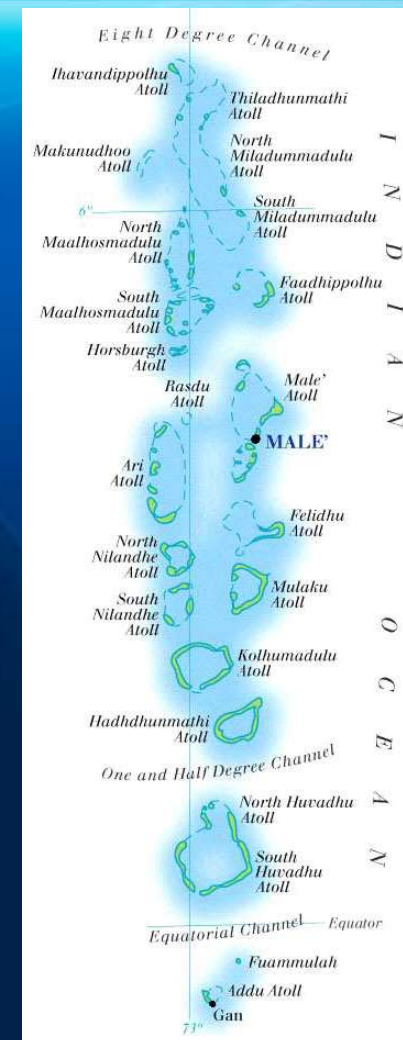 Eight Degree Channel
Ihavandippolhu
Atoll
Thiladhunmathi
Atoll
Makunudhoo
Atoll
North
Miladummadulu
Atoll
6°
South
Miladummadulu
Atoll
North
Maalhosmadulu
Atoll
Faadhippolhu
Atoll
South
Maalhosmadulu
Atoll
Horsburgh
Atoll
Rasdu
Atoll
Male'
Atoll
MALE'
Ari
Atoll
Felidhu
Atoll
North
Nilandhe
Atoll
Mulaku
Atoll
South
Nilandhe
Atoll
Kolhumadulu
Atoll
Hadhdhunmathi
Atoll
One and Half Degree Channel
North Huvadhu
Atoll
South
Huvadhu
Atoll
Equatorial Channel
Equator
Fuammulah
Addu Atoll
Gan
73°
INDIAN OCEAN